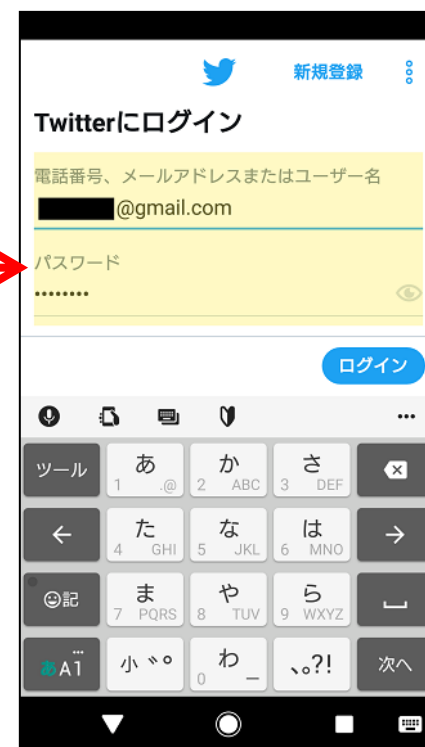 新規登録
Twitterにログイン
電話番号、メールアドレスまたはユーザー名
@gmail.com
パスワード
••••••••
ログイン
ツール
あ
1 .@
か
2 ABC
さ
3 DEF
た
4 GHI
な
5 JKL
は
6 MNO
記
ま
7 PQRS
や
8 TUV
ら
9 WXYZ
あA1
小 ゛゜
わ
0 _
、。?!
次へ